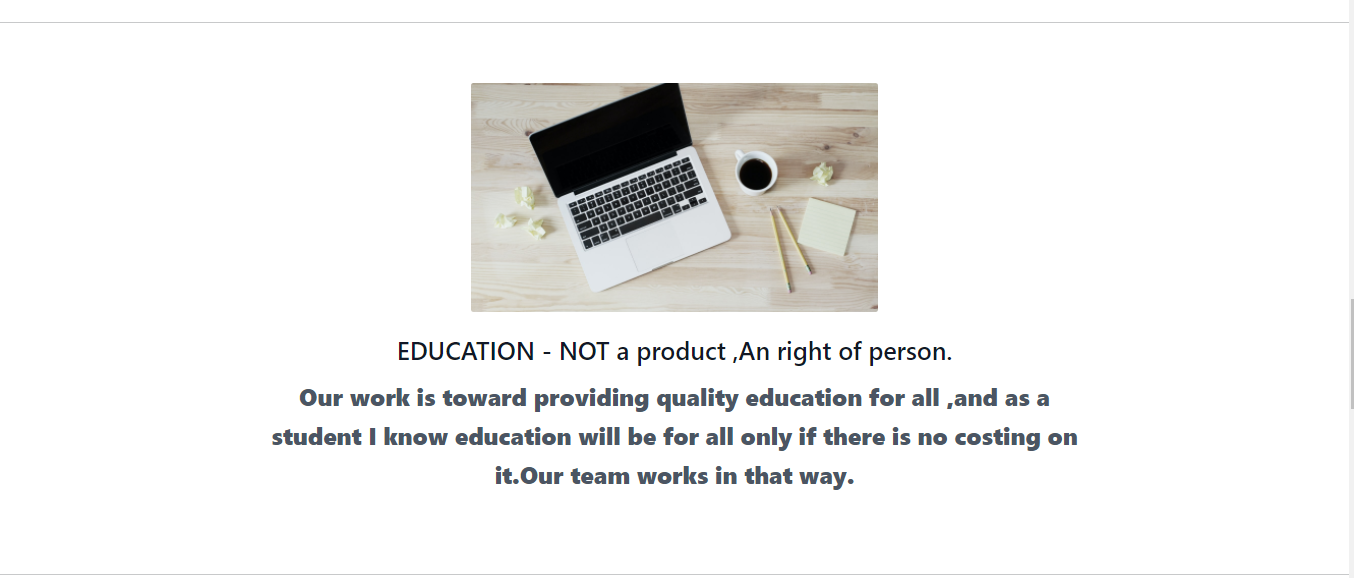 EDUCATION - NOT a product ,An right of person.
Our work is toward providing quality education for all ,and as a
student I know education will be for all only if there is no costing on
it.Our team works in that way.